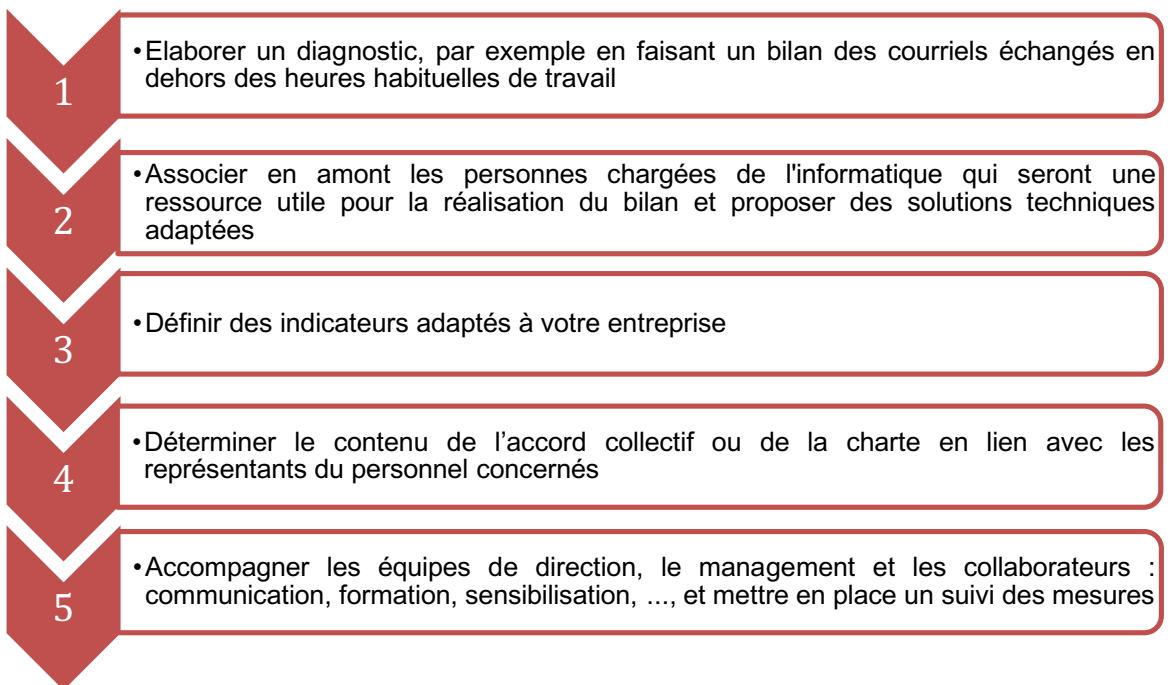 1
•Elaborer un diagnostic, par exemple en faisant un bilan des courriels échangés en
dehors des heures habituelles de travail
2
•Associer en amont les personnes chargées de l'informatique qui seront une
ressource utile pour la réalisation du bilan et proposer des solutions techniques
adaptées
3
•Définir des indicateurs adaptés à votre entreprise
4
•Déterminer le contenu de l’accord collectif ou de la charte en lien avec les
représentants du personnel concernés
5
•Accompagner les équipes de direction, le management et les collaborateurs :
communication, formation, sensibilisation, ..., et mettre en place un suivi des mesures